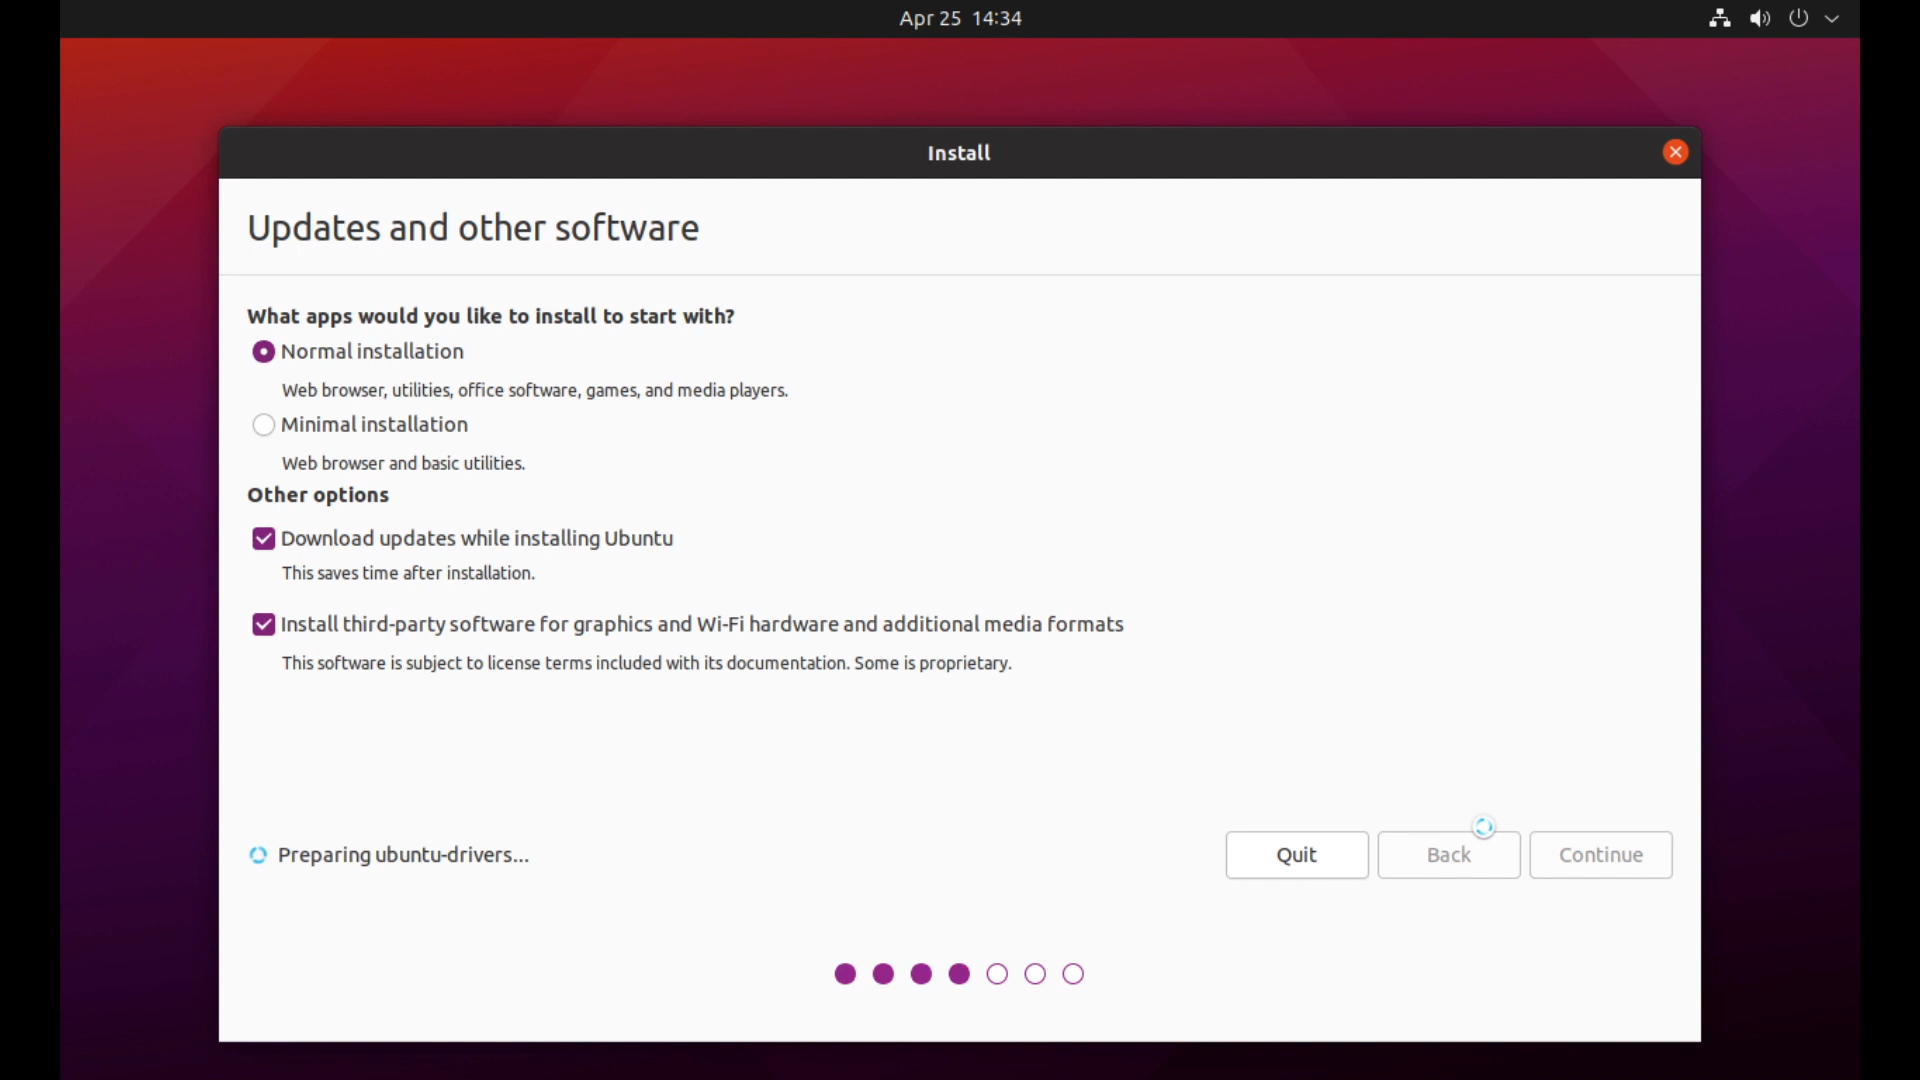 Apr 25 14:34
Install
Updates and other software
What apps would you like to install to start with?
Normal installation
Web browser, utilities, office software, games, and media players.
Minimal installation
Web browser and basic utilities.
Other options
Download updates while installing Ubuntu
This saves time after installation.
Install third-party software for graphics and Wi-Fi hardware and additional media formats
This software is subject to license terms included with its documentation. Some is proprietary.
Preparing ubuntu-drivers...
Quit
Back
Continue